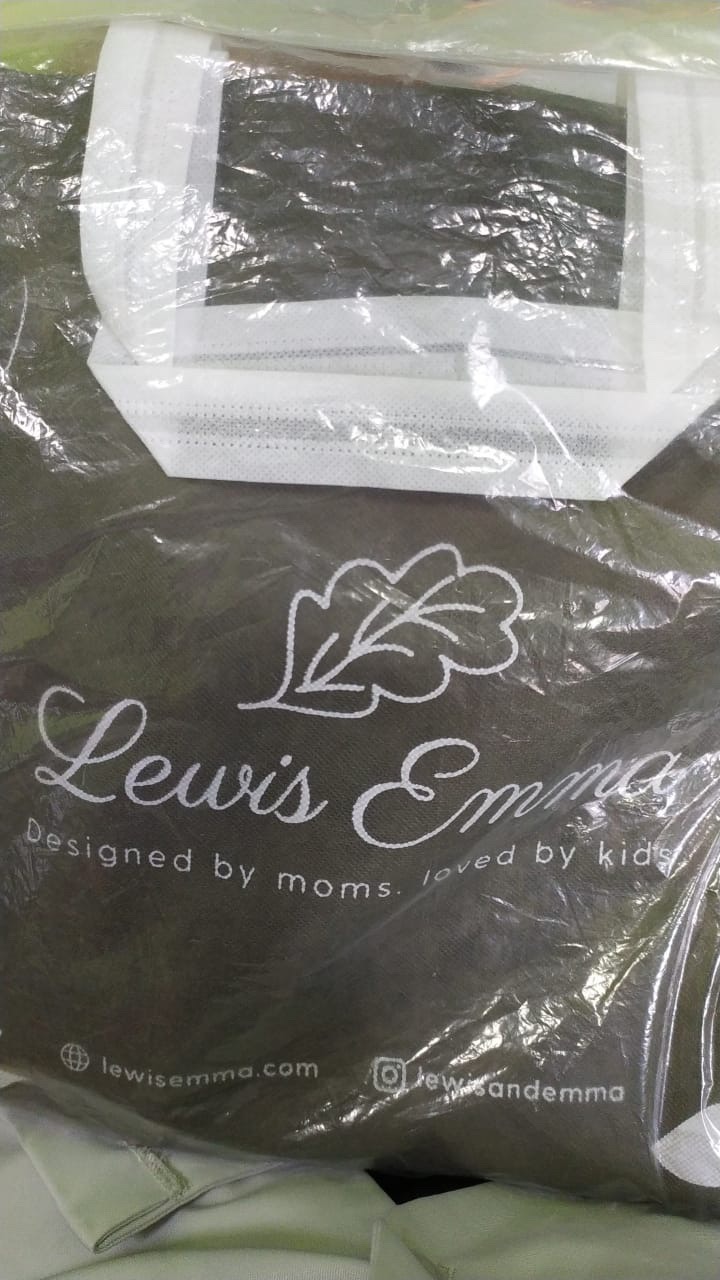 Lewis Emma
Designed by moms. loved by kids
lewisemma.com
lewisandemma